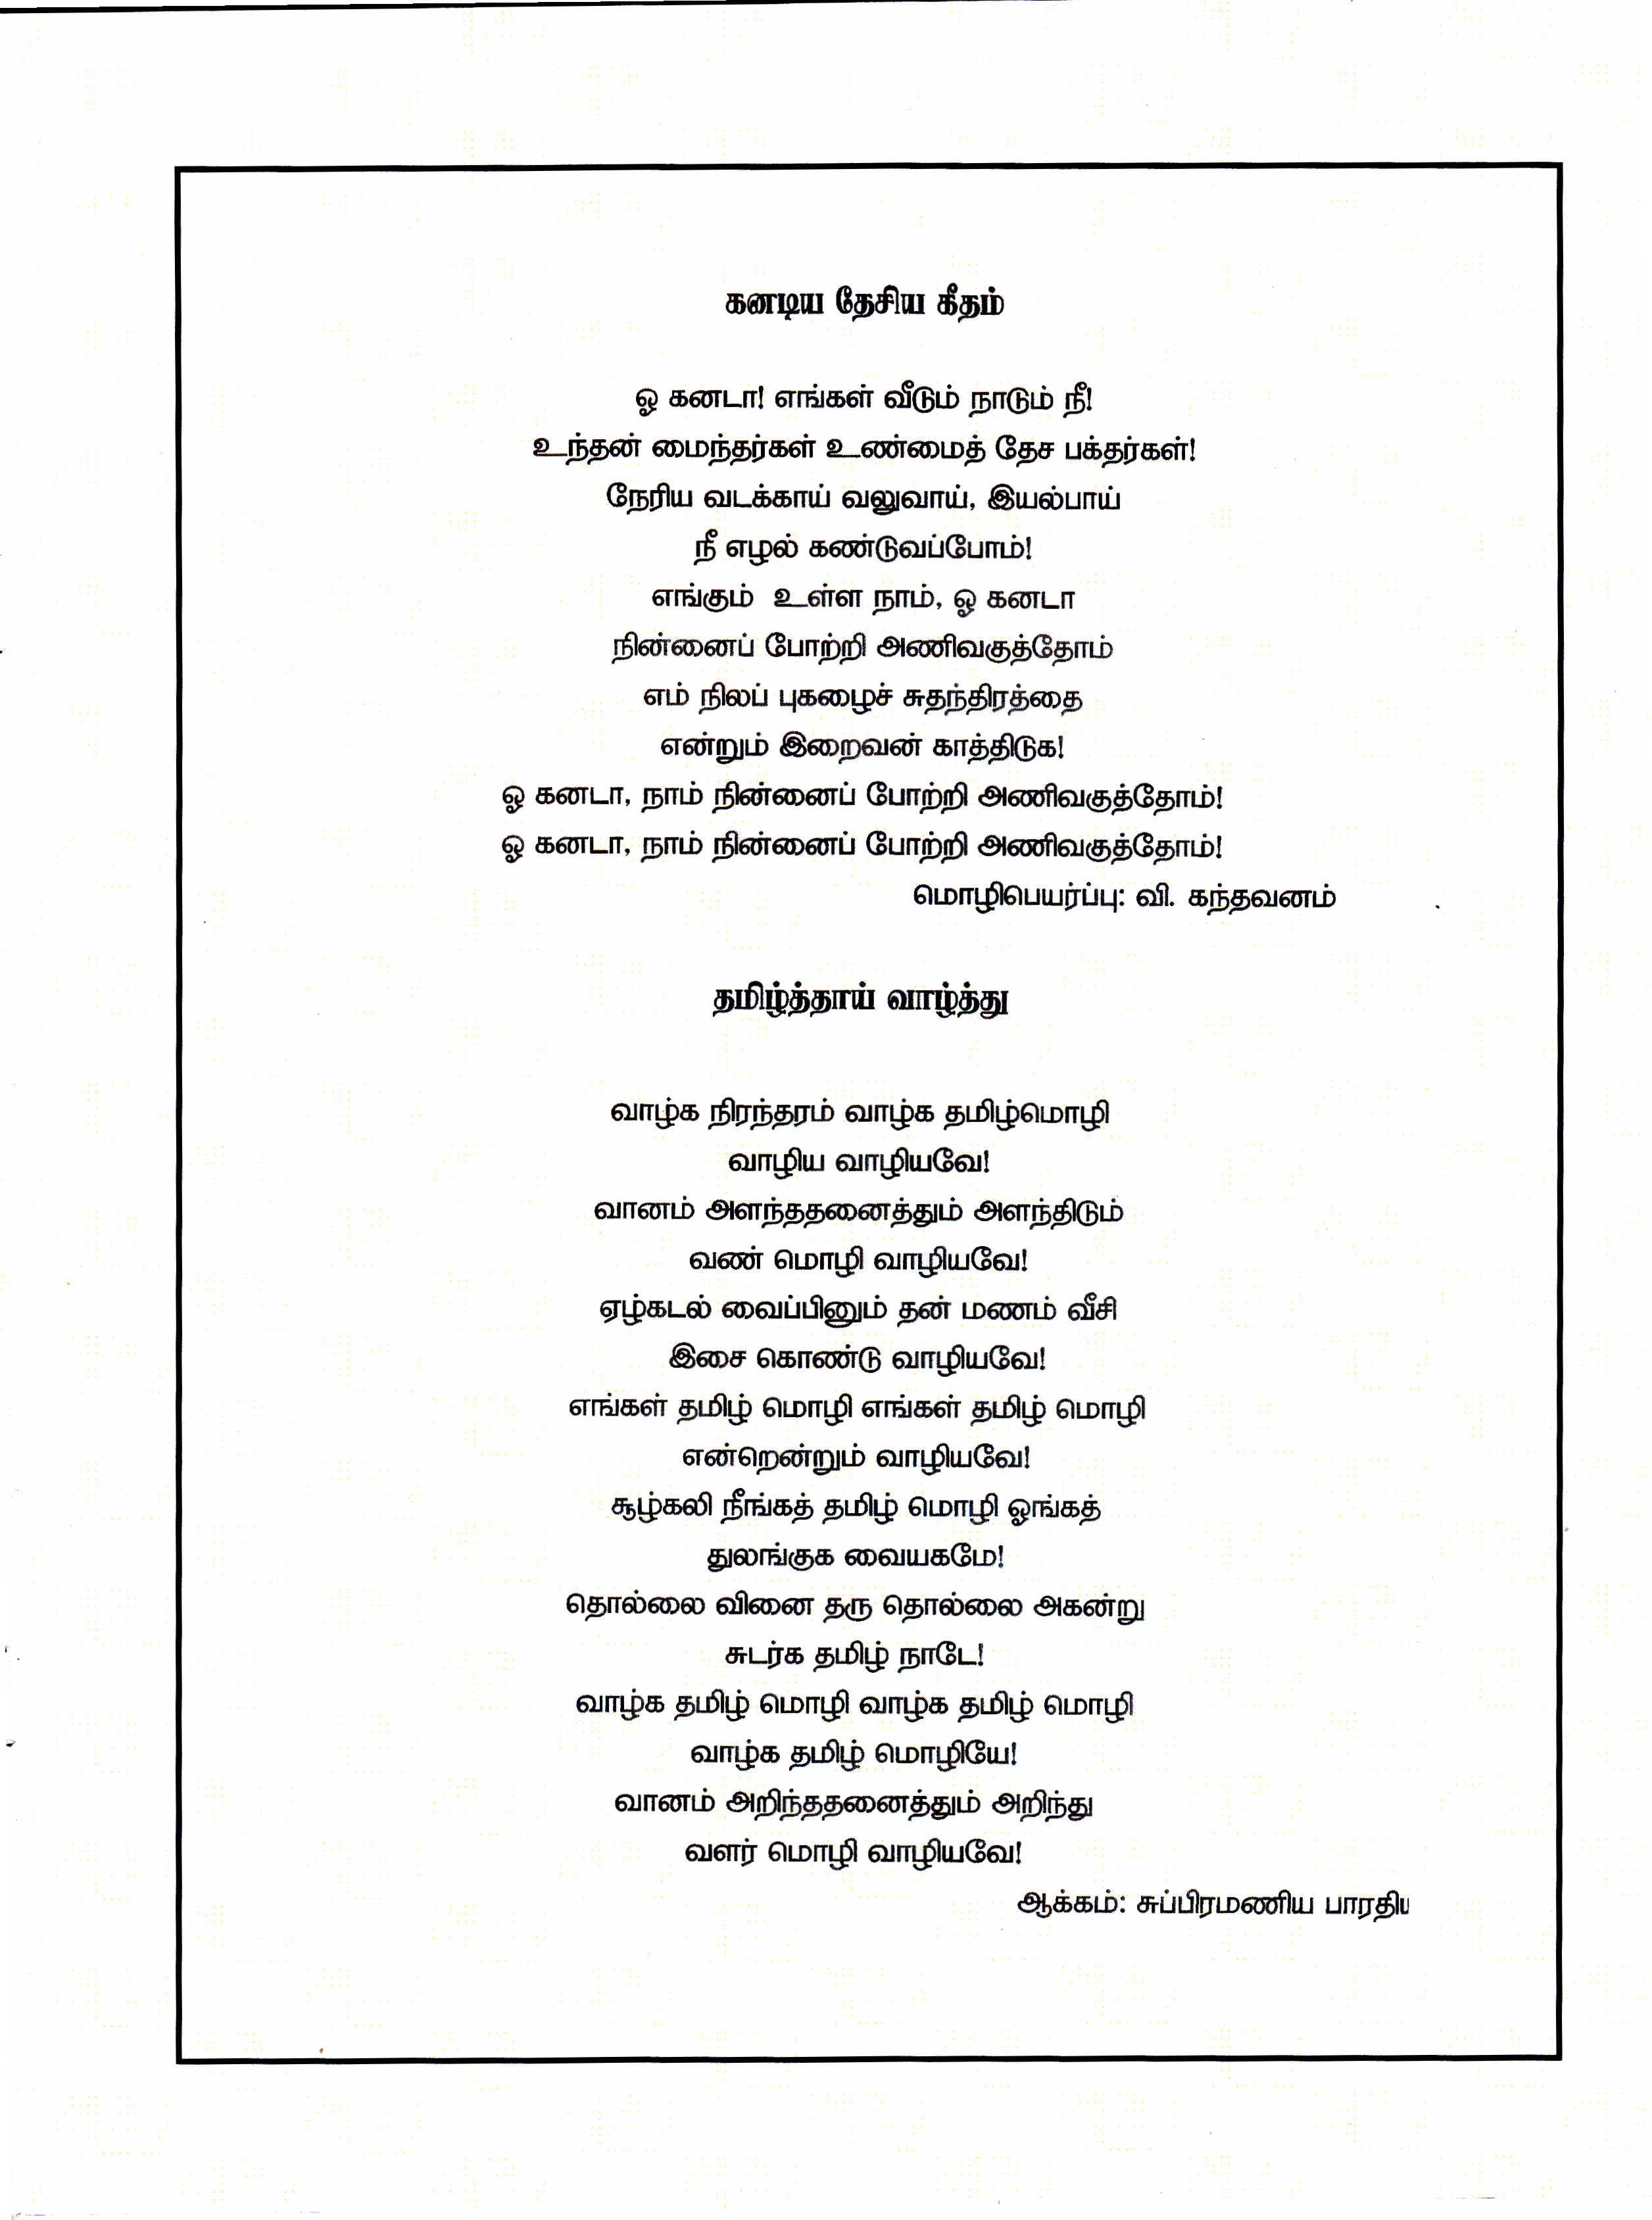 கனடிய தேசிய கீதம்
ஓ கனடா! எங்கள் வீடும் நாடும் நீ!
உந்தன் மைந்தர்கள் உண்மைத் தேச பக்தர்கள்!
நேரிய வடக்காய் வலுவாய், இயல்பாய்
நீ எழல் கண்டுவப்போம்!
எங்கும் உள்ள நாம், ஓ கனடா
நின்னைப் போற்றி அணிவகுத்தோம்
எம் நிலப் புகழைச் சுதந்திரத்தை
என்றும் இறைவன் காத்திடுக!
ஓ கனடா, நாம் நின்னைப் போற்றி அணிவகுத்தோம்!
ஓ கனடா, நாம் நின்னைப் போற்றி அணிவகுத்தோம்!
மொழிபெயர்ப்பு: வி. கந்தவனம்
தமிழ்த்தாய் வாழ்த்து
வாழ்க நிரந்தரம் வாழ்க தமிழ்மொழி
வாழிய வாழியவே!
வானம் அளந்ததனைத்தும் அளந்திடும்
வண் மொழி வாழியவே!
ஏழ்கடல் வைப்பினும் தன் மணம் வீசி
இசை கொண்டு வாழியவே!
எங்கள் தமிழ் மொழி எங்கள் தமிழ் மொழி
என்றென்றும் வாழியவே!
சூழ்கலி நீங்கத் தமிழ் மொழி ஓங்கத்
துலங்குக வையகமே!
தொல்லை வினை தரு தொல்லை அகன்று
சுடர்க தமிழ் நாடே!
வாழ்க தமிழ் மொழி வாழ்க தமிழ் மொழி
வாழ்க தமிழ் மொழியே!
வானம் அறிந்ததனைத்தும் அறிந்து
வளர் மொழி வாழியவே!
ஆக்கம்: சுப்பிரமணிய பாரதிய